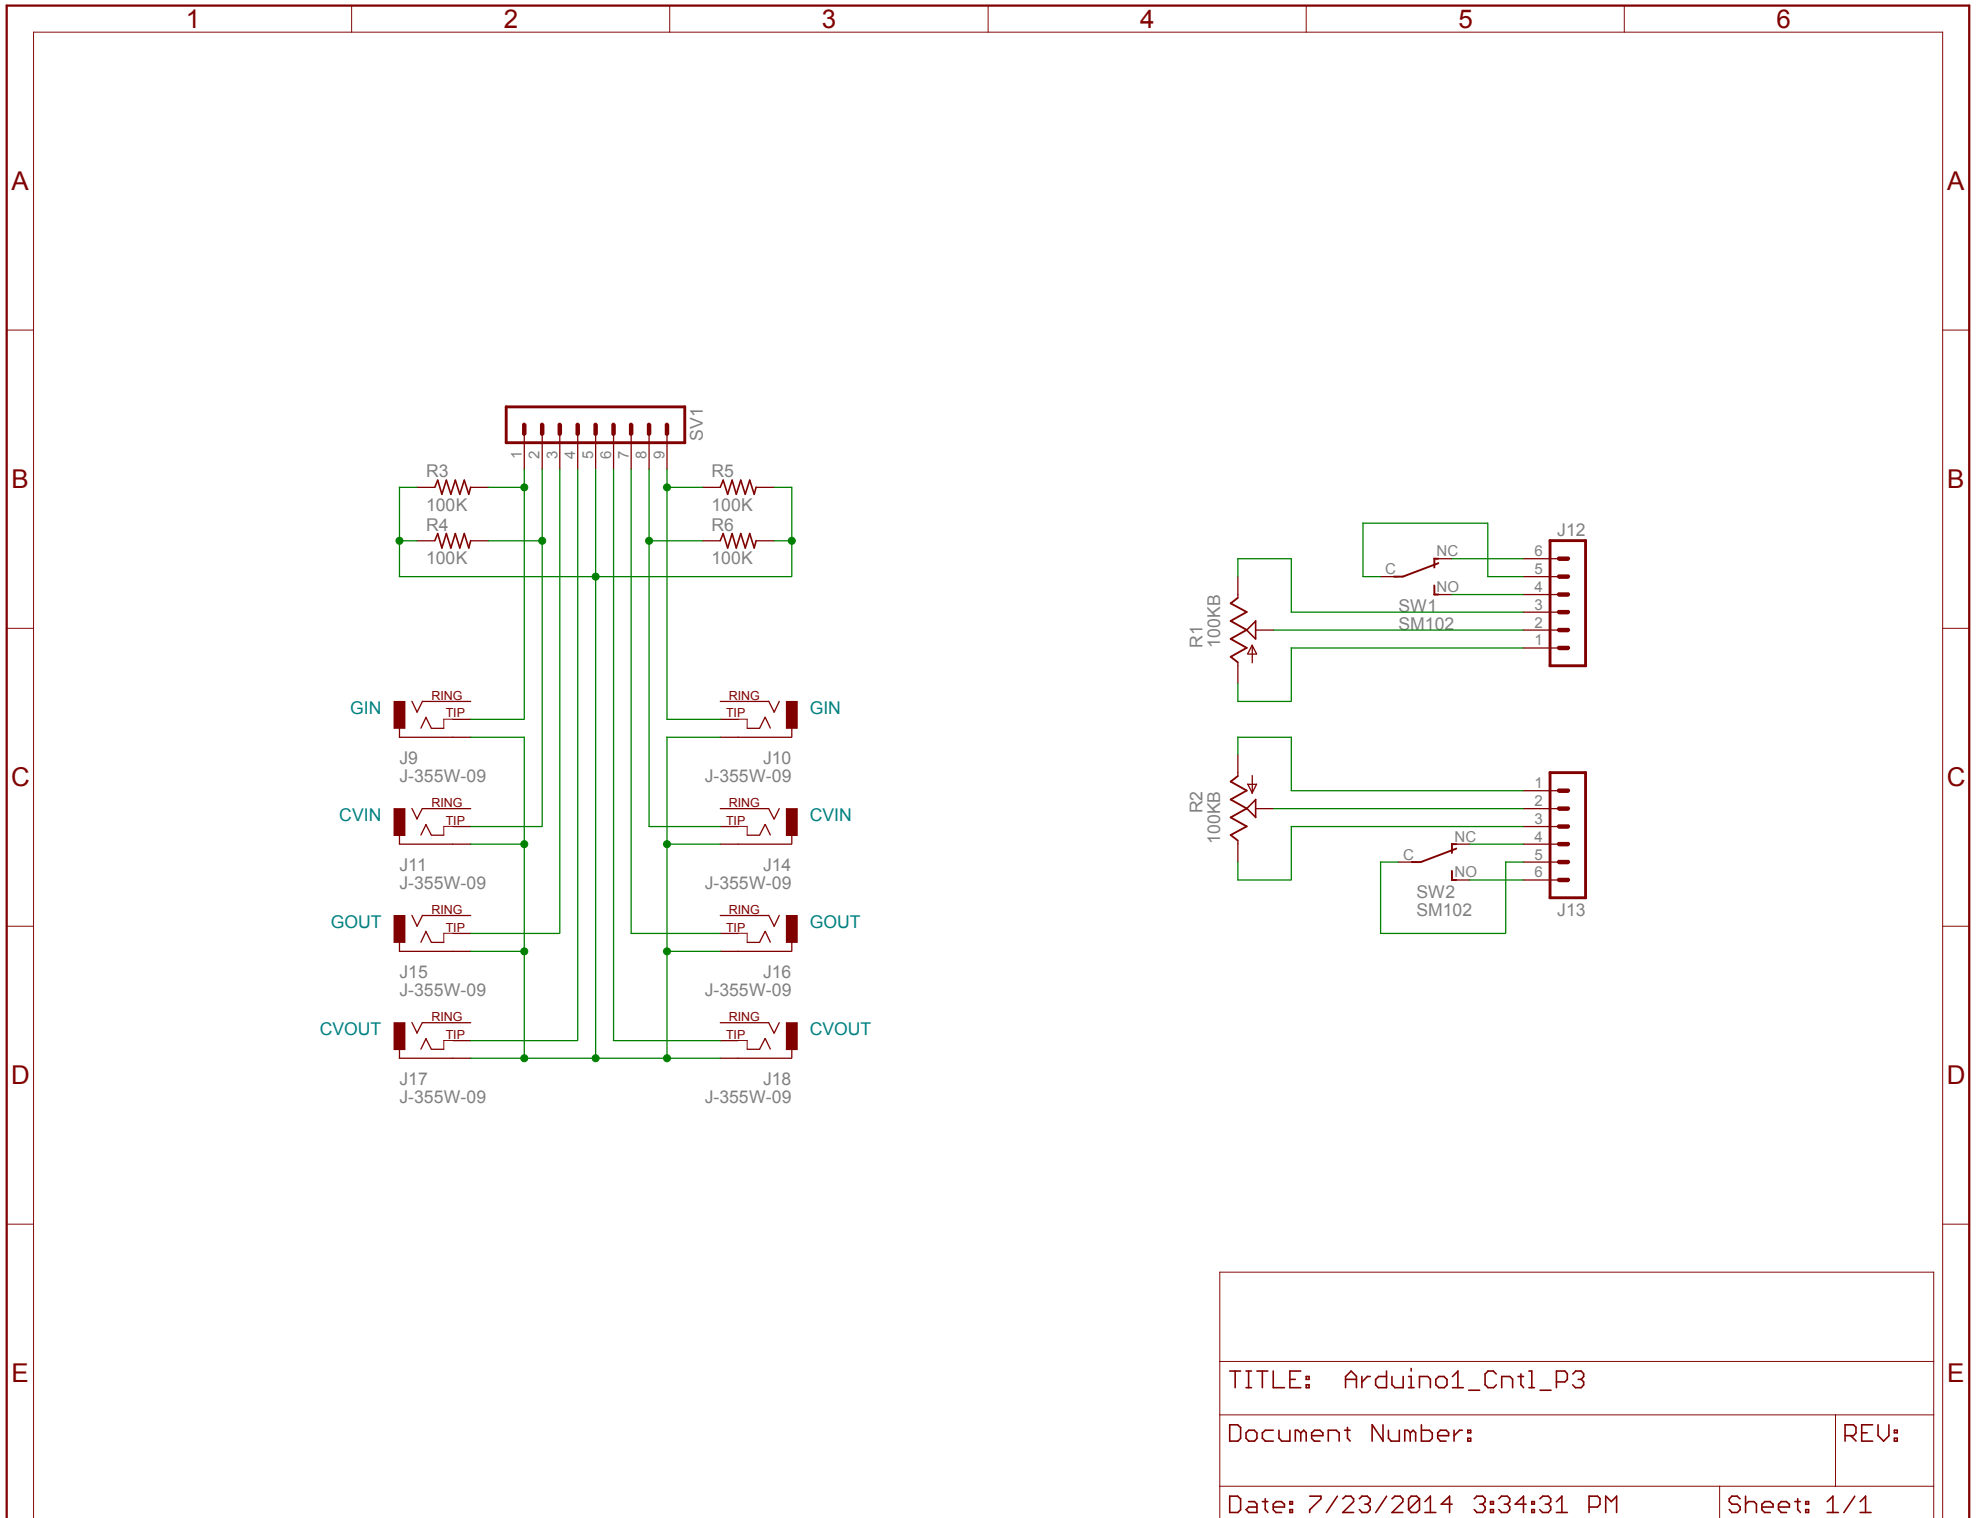 1 2 3 4 5 6
A A
B B
C C
D D
E E
SV1
1 2 3 4 5 6 7 8 9
R3
100K
R4
100K
R5
100K
R6
100K
GIN RING
TIP
J9
J-355W-09
RING GIN
TIP
J10
J-355W-09
CVIN RING
TIP
J11
J-355W-09
RING CVIN
TIP
J14
J-355W-09
GOUT RING
TIP
J15
J-355W-09
RING GOUT
TIP
J16
J-355W-09
CVOUT RING
TIP
J17
J-355W-09
RING CVOUT
TIP
J18
J-355W-09
J12
6
5
4
3
2
1
NC
C
NO
SW1
SM102
R1
100KB
R2
100KB
1
2
3
4
5
6
NC
C
NO
SW2
SM102
J13
TITLE: Arduino1_Cntl_P3
Document Number:
REV:
Date: 7/23/2014 3:34:31 PM
Sheet: 1/1